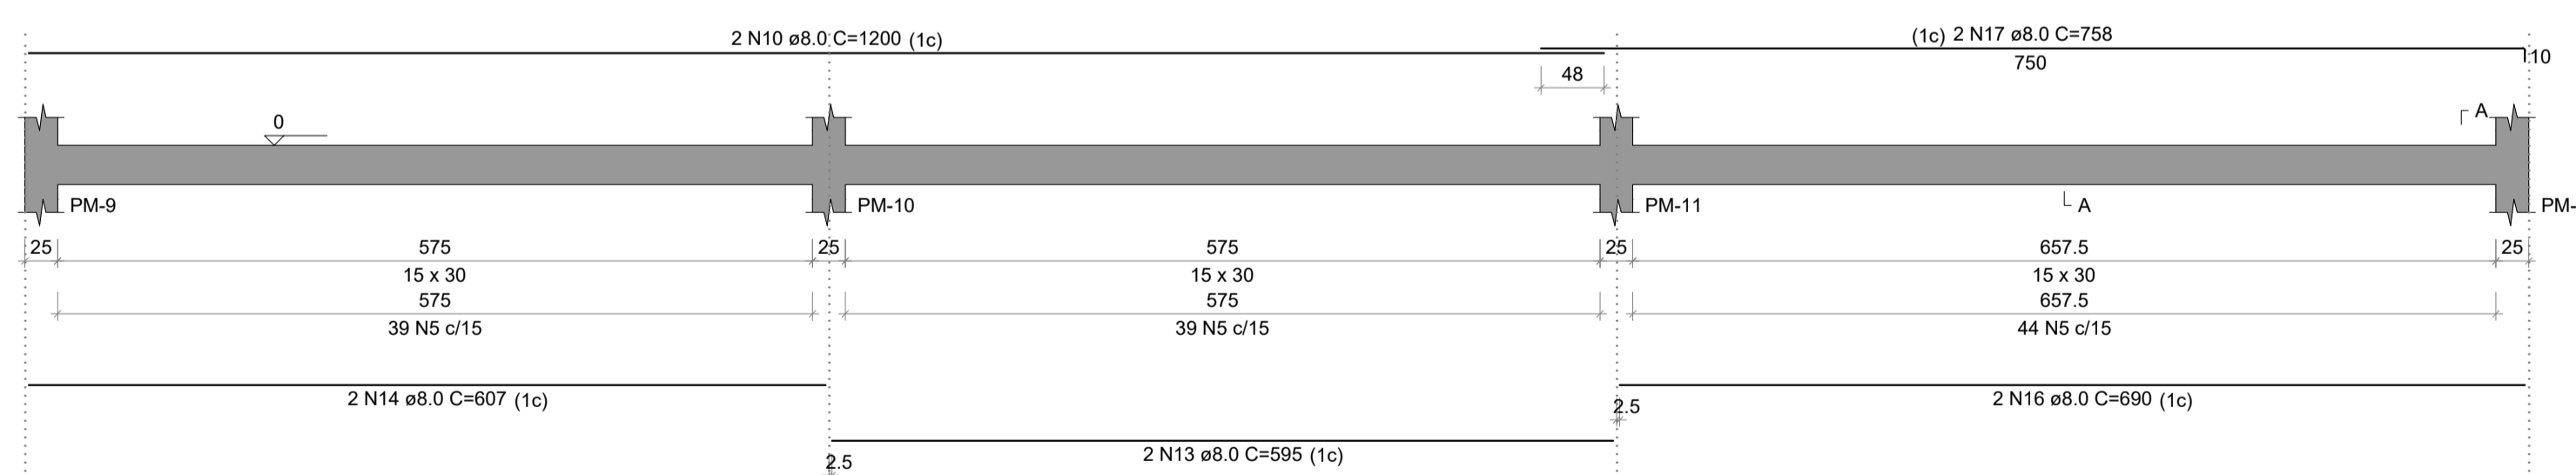 2 N10 ø8.0 C=1200 (1c)
(1c) 2 N17 ø8.0 C=758
750
10
48
0
A
PM-9
PM-10
PM-11
A
PM-
25
575
25
575
25
657.5
25
15 x 30
15 x 30
15 x 30
575
575
657.5
39 N5 c/15
39 N5 c/15
44 N5 c/15
2 N14 ø8.0 C=607 (1c)
2.5
2 N16 ø8.0 C=690 (1c)
2.5
2 N13 ø8.0 C=595 (1c)